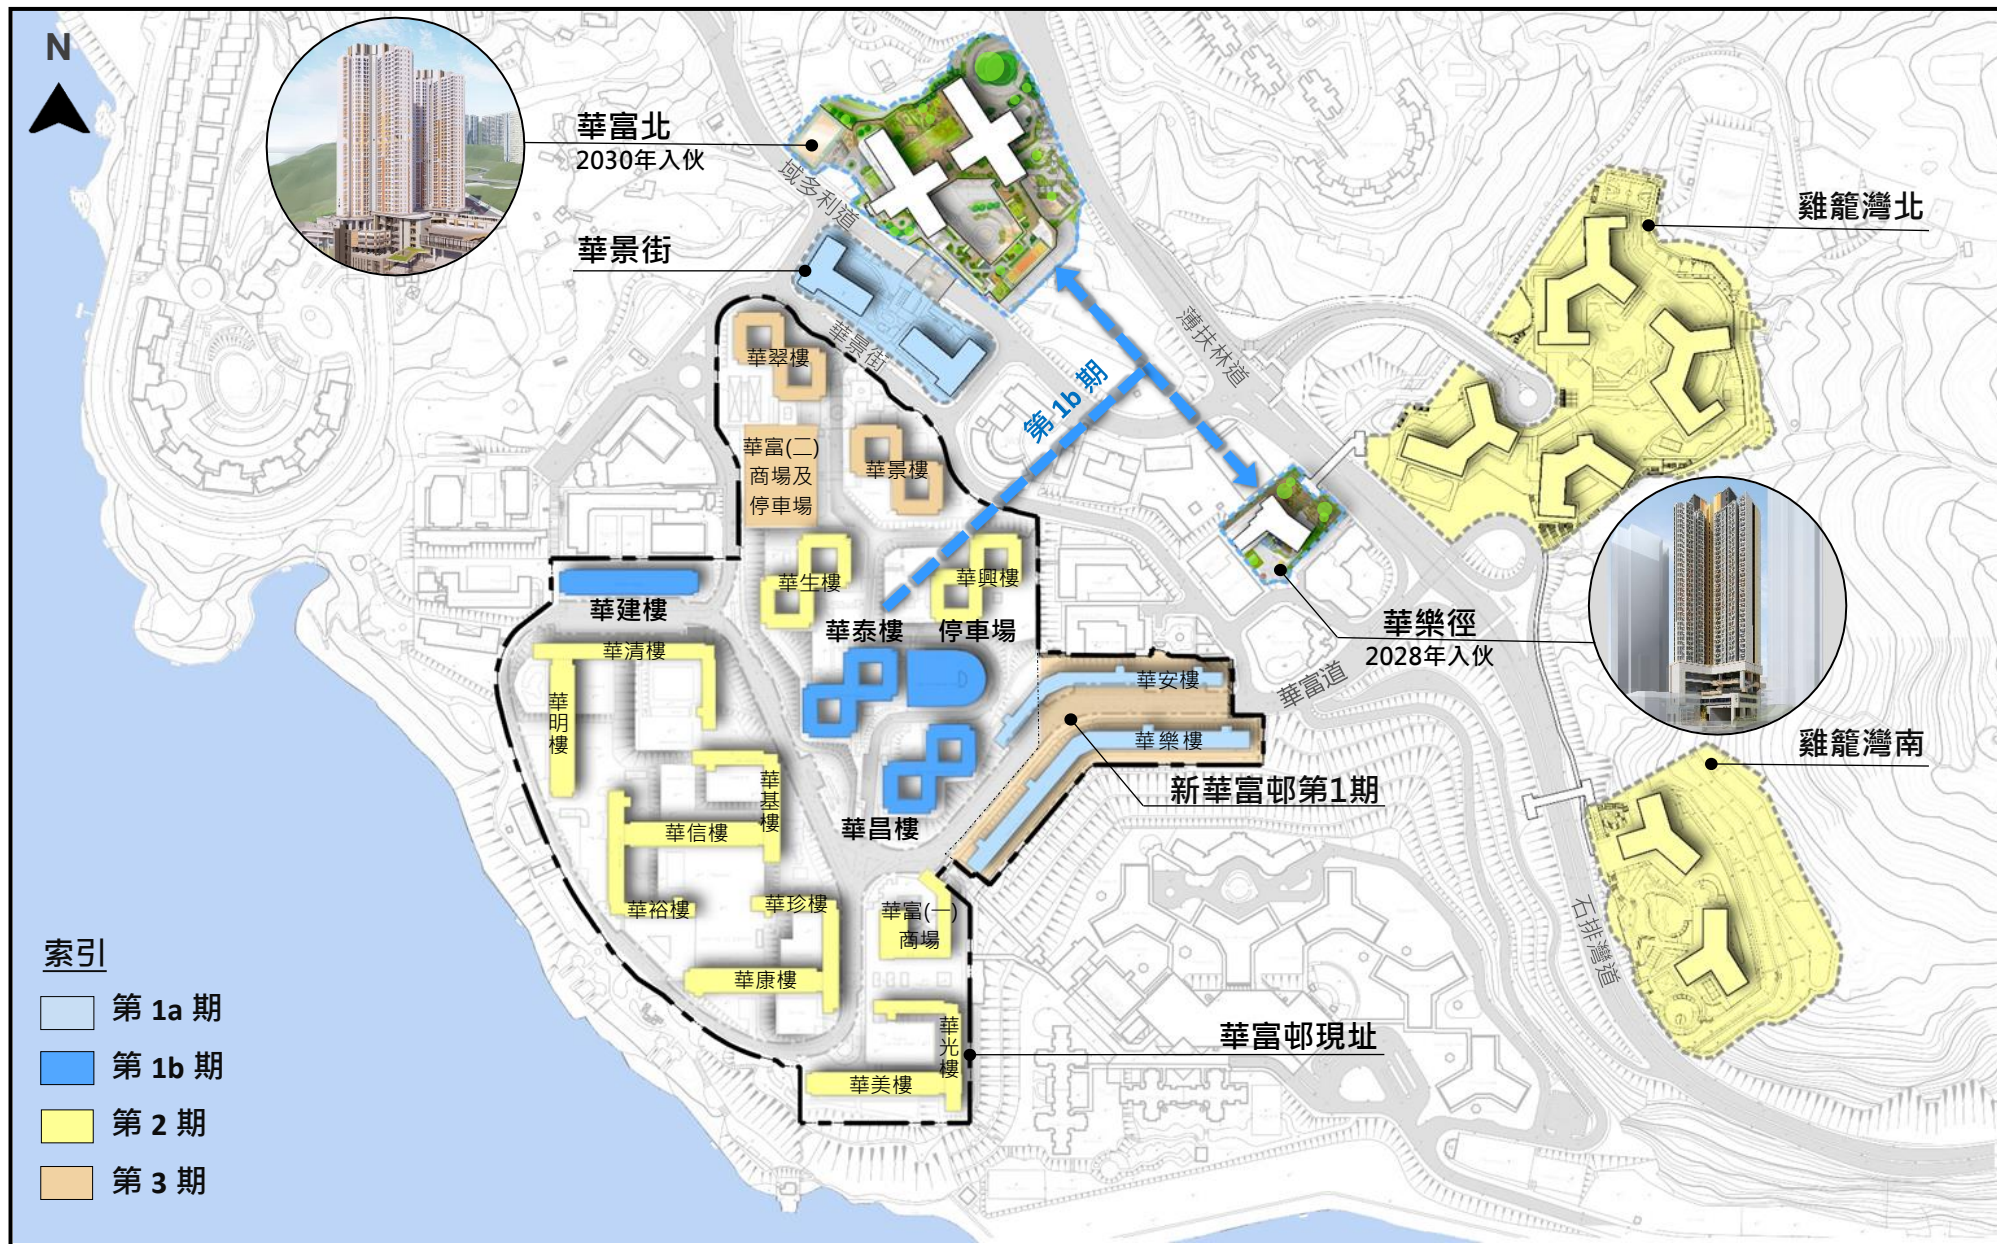 N
華富北
2030年入伙
域多利道
華景街
雞籠灣北
華景街
薄扶林道
華翠樓
第 1b 期
華富(二)
商場及
停車場
華景樓
華生樓
華興樓
華建樓
華泰樓
停車場
華樂徑
2028年入伙
華清樓
華富道
華安樓
華明樓
華樂樓
雞籠灣南
新華富邨第1期
華基樓
華信樓
華昌樓
華裕樓
華珍樓
華富(一)
商場
石排灣道
華康樓
華光樓
華富邨現址
華美樓
索引
第 1a 期
第 1b 期
第 2 期
第 3 期